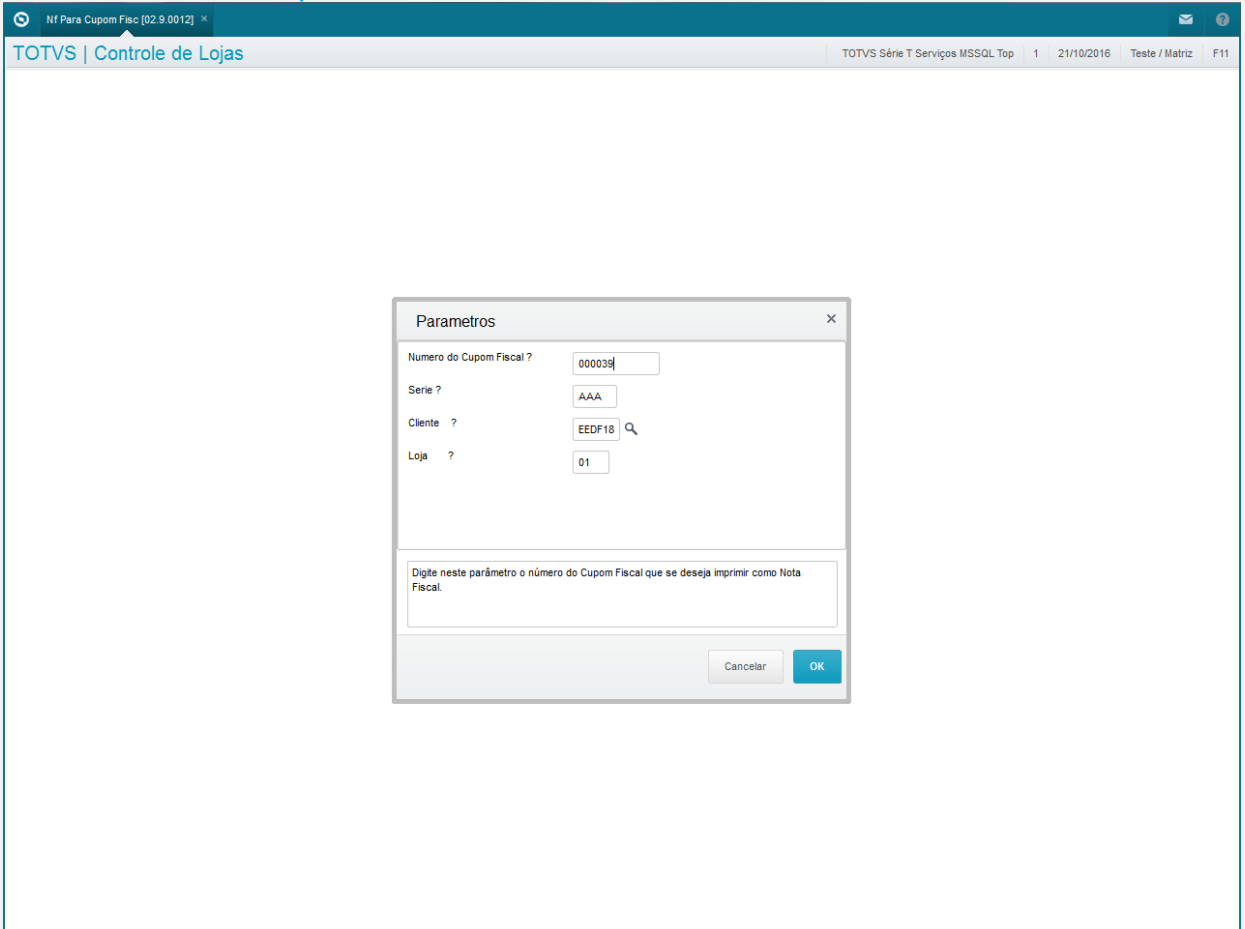 Nf Para Cupom Fisc [02.9.0012] ×
TOTVS | Controle de Lojas
TOTVS Série T Serviços MSSQL Top 1 21/10/2016 Teste / Matriz F11
Parametros
Numero do Cupom Fiscal ? 000039
Serie ? AAA
Cliente ? EEDF18
Loja ? 01
Digite neste parâmetro o número do Cupom Fiscal que se deseja imprimir como Nota
Fiscal.
Cancelar OK